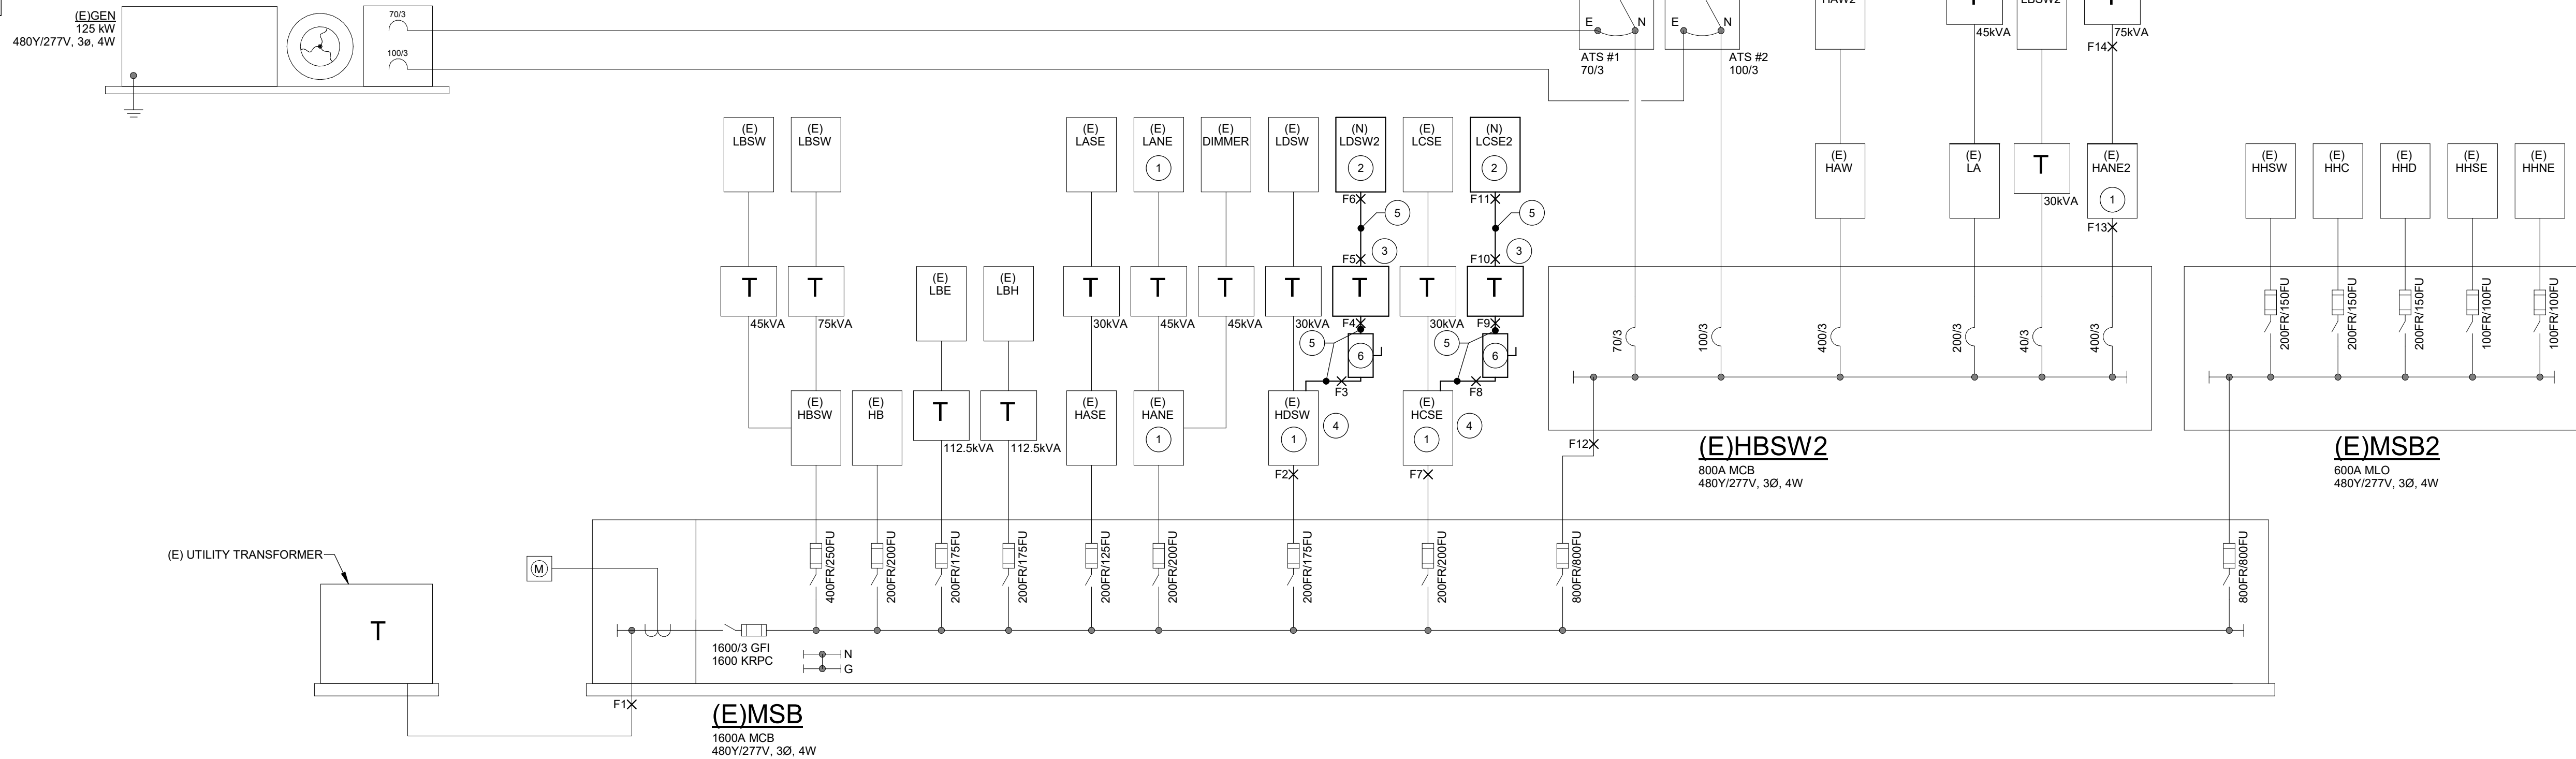 (E)GEN
125 kW
480Y/277V, 3ø, 4W
70/3
100/3
E
N
E
N
ATS #1
70/3
ATS #2
100/3
HAW2
T
45kVA
LBSW2
T
75kVA
F14
(E)
LBSW
(E)
LBSW
(E)
LASE
(E)
LANE
1
(E)
DIMMER
(E)
LDSW
(N)
LDSW2
2
(E)
LCSE
(N)
LCSE2
2
F6
5
F11
5
3
3
F5
F10
(E)
HAW
(E)
LA
T
30kVA
(E)
HANE2
1
F13
(E)
HHSW
(E)
HHC
(E)
HHD
(E)
HHSE
(E)
HHNE
T
45kVA
T
75kVA
(E)
LBE
(E)
LBH
T
30kVA
T
45kVA
T
45kVA
T
30kVA
T
F4
T
30kVA
T
F9
5
6
5
6
F3
F8
70/3
100/3
400/3
200/3
40/3
400/3
200FR/150FU
200FR/150FU
200FR/150FU
100FR/100FU
100FR/100FU
(E)
HBSW
(E)
HB
T
112.5kVA
T
112.5kVA
(E)
HASE
(E)
HANE
1
(E)
HDSW
1
4
(E)
HCSE
1
4
F2
F7
F12
(E)HBSW2
800A MCB
480Y/277V, 3Ø, 4W
(E)MSB2
600A MLO
480Y/277V, 3Ø, 4W
(E) UTILITY TRANSFORMER
T
M
400FR/250FU
200FR/200FU
200FR/175FU
200FR/175FU
200FR/125FU
200FR/200FU
200FR/175FU
200FR/200FU
800FR/800FU
800FR/800FU
1600/3 GFI
1600 KRPC
N
G
F1
(E)MSB
1600A MCB
480Y/277V, 3Ø, 4W